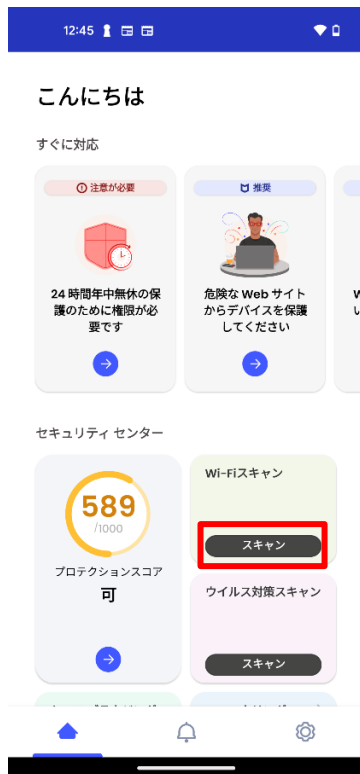 12:45
こんにちは
すぐに対応
注意が必要
24 時間年中無休の保
護のために権限が必
要です
推奨
危険な Web サイト
からデバイスを保護
してください
セキュリティ センター
589
/1000
プロテクションスコア
可
Wi-Fiスキャン
スキャン
ウイルス対策スキャン
スキャン